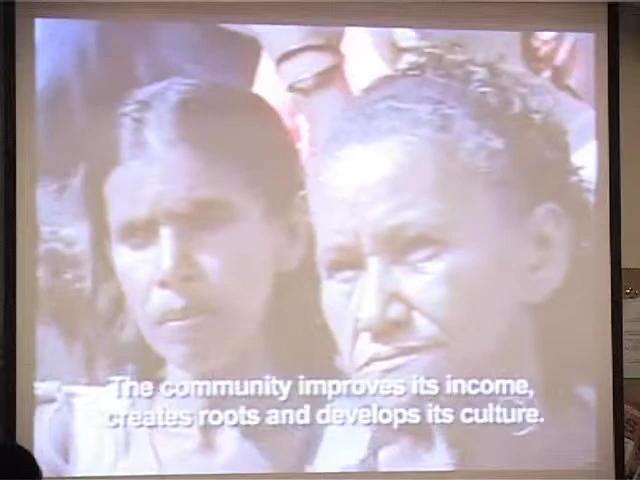 The community improves its income,
creates roots and develops its culture.